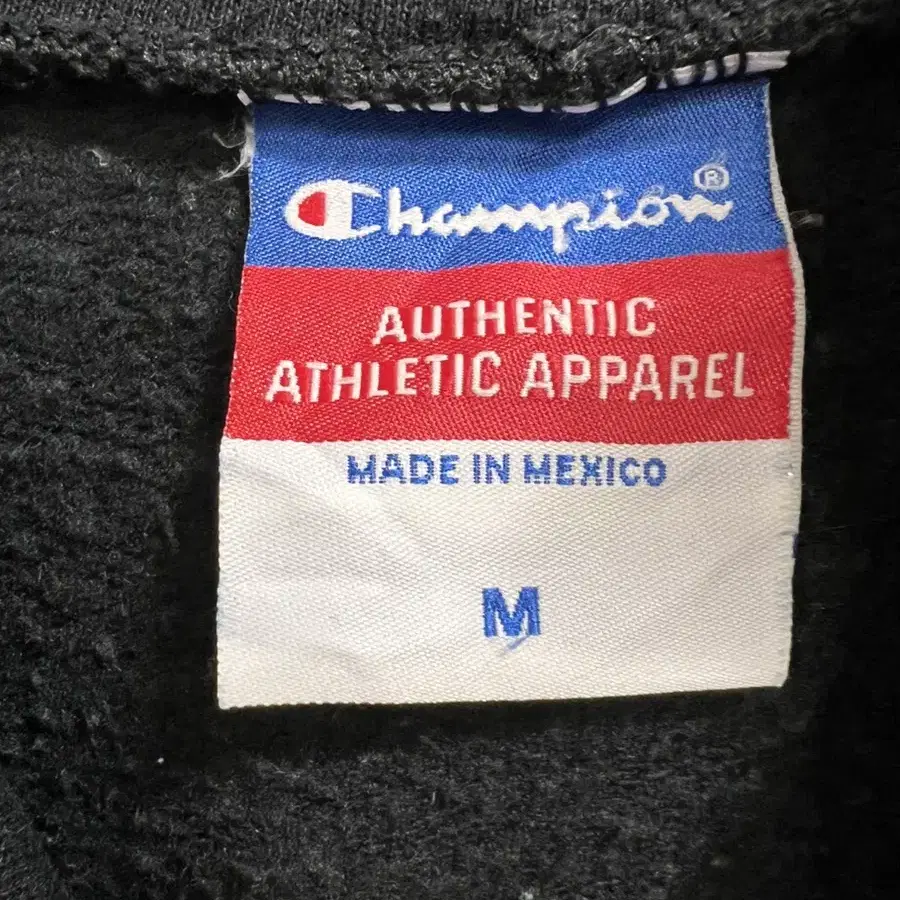 Champion®
AUTHENTIC
ATHLETIC APPAREL
MADE IN MEXICO
M